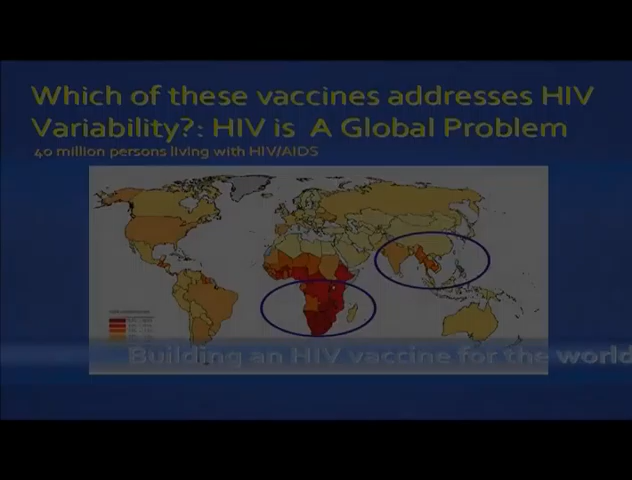 Which of these vaccines addresses HIV
Variability?: HIV is A Global Problem
40 million persons living with HIV/AIDS
Building an HIV vaccine for the world